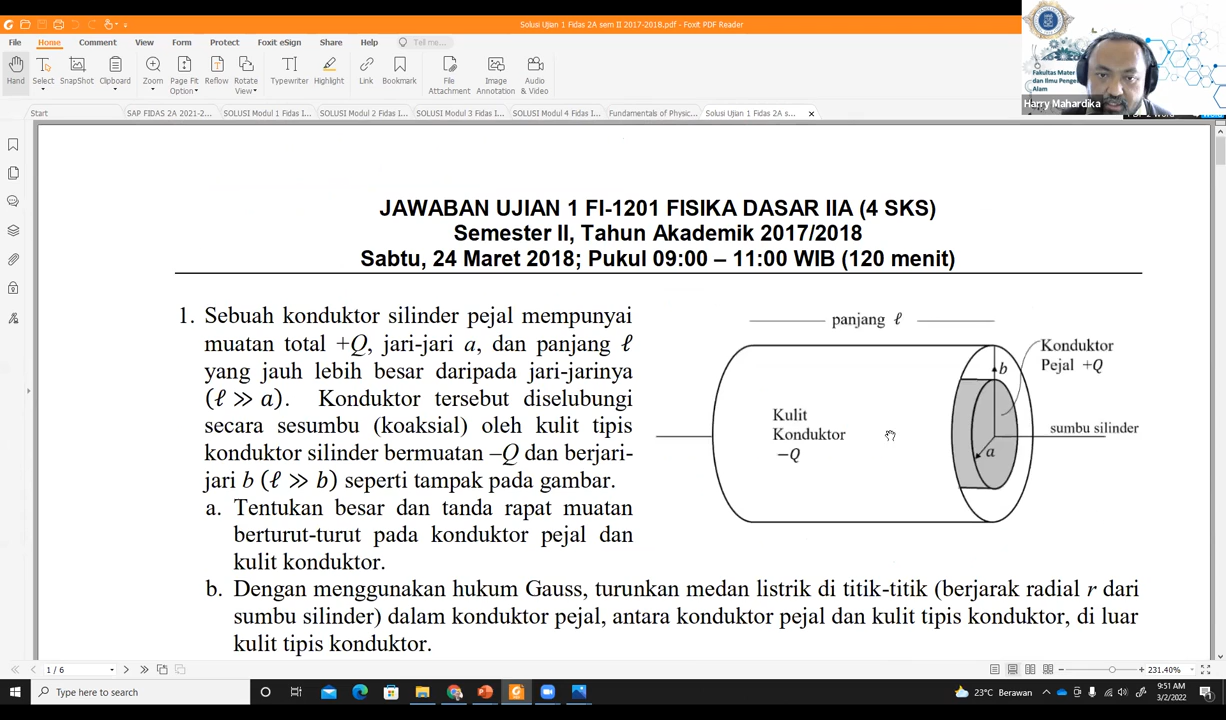 Solusi Ujian 1 Fidas 2A sem II 2017-2018.pdf - Foxit PDF Reader
File Home Comment View Form Protect Foxit eSign Share Help Tell me...
Hand Select SnapShot Clipboard Zoom Page Fit Option Reflow Rotate View Typewriter Highlight Link Bookmark File Attachment Image Annotation Audio & Video
Fakultas Mater
dan Ilmu Penge
Alam
Harry Mahardika
Start SAP FIDAS 2A 2021-2... SOLUSI Modul 1 Fidas I... SOLUSI Modul 2 Fidas I... SOLUSI Modul 3 Fidas I... SOLUSI Modul 4 Fidas I... Fundamentals of Physic... Solusi Ujian 1 Fidas 2A s...
JAWABAN UJIAN 1 FI-1201 FISIKA DASAR IIA (4 SKS)
Semester II, Tahun Akademik 2017/2018
Sabtu, 24 Maret 2018; Pukul 09:00 – 11:00 WIB (120 menit)
1. Sebuah konduktor silinder pejal mempunyai
muatan total +Q, jari-jari a, dan panjang ℓ
yang jauh lebih besar daripada jari-jarinya
(ℓ ≫ a). Konduktor tersebut diselubungi
secara sesumbu (koaksial) oleh kulit tipis
konduktor silinder bermuatan –Q dan berjari-
jari b (ℓ ≫ b) seperti tampak pada gambar.
a. Tentukan besar dan tanda rapat muatan
berturut-turut pada konduktor pejal dan
kulit konduktor.
panjang ℓ
Konduktor
Pejal +Q
b
Kulit
Konduktor
−Q
sumbu silinder
a
b. Dengan menggunakan hukum Gauss, turunkan medan listrik di titik-titik (berjarak radial r dari
sumbu silinder) dalam konduktor pejal, antara konduktor pejal dan kulit tipis konduktor, di luar
kulit tipis konduktor.
1 / 6
231.40%
Type here to search
23°C Berawan
9:51 AM
3/2/2022